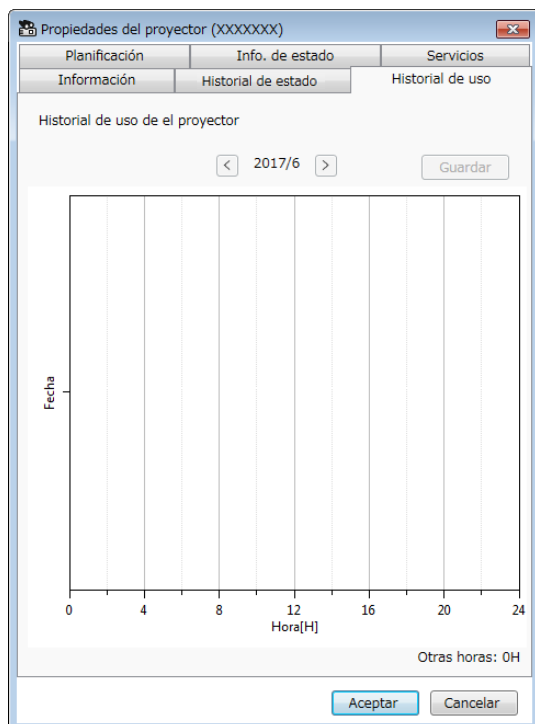 Propiedades del proyector (XXXXXXX)
Planificación Info. de estado Servicios
Información Historial de estado Historial de uso
Historial de uso de el proyector
< 2017/6 > Guardar
Fecha
0 4 8 12 16 20 24
Hora[H]
Otras horas: 0H
Aceptar Cancelar